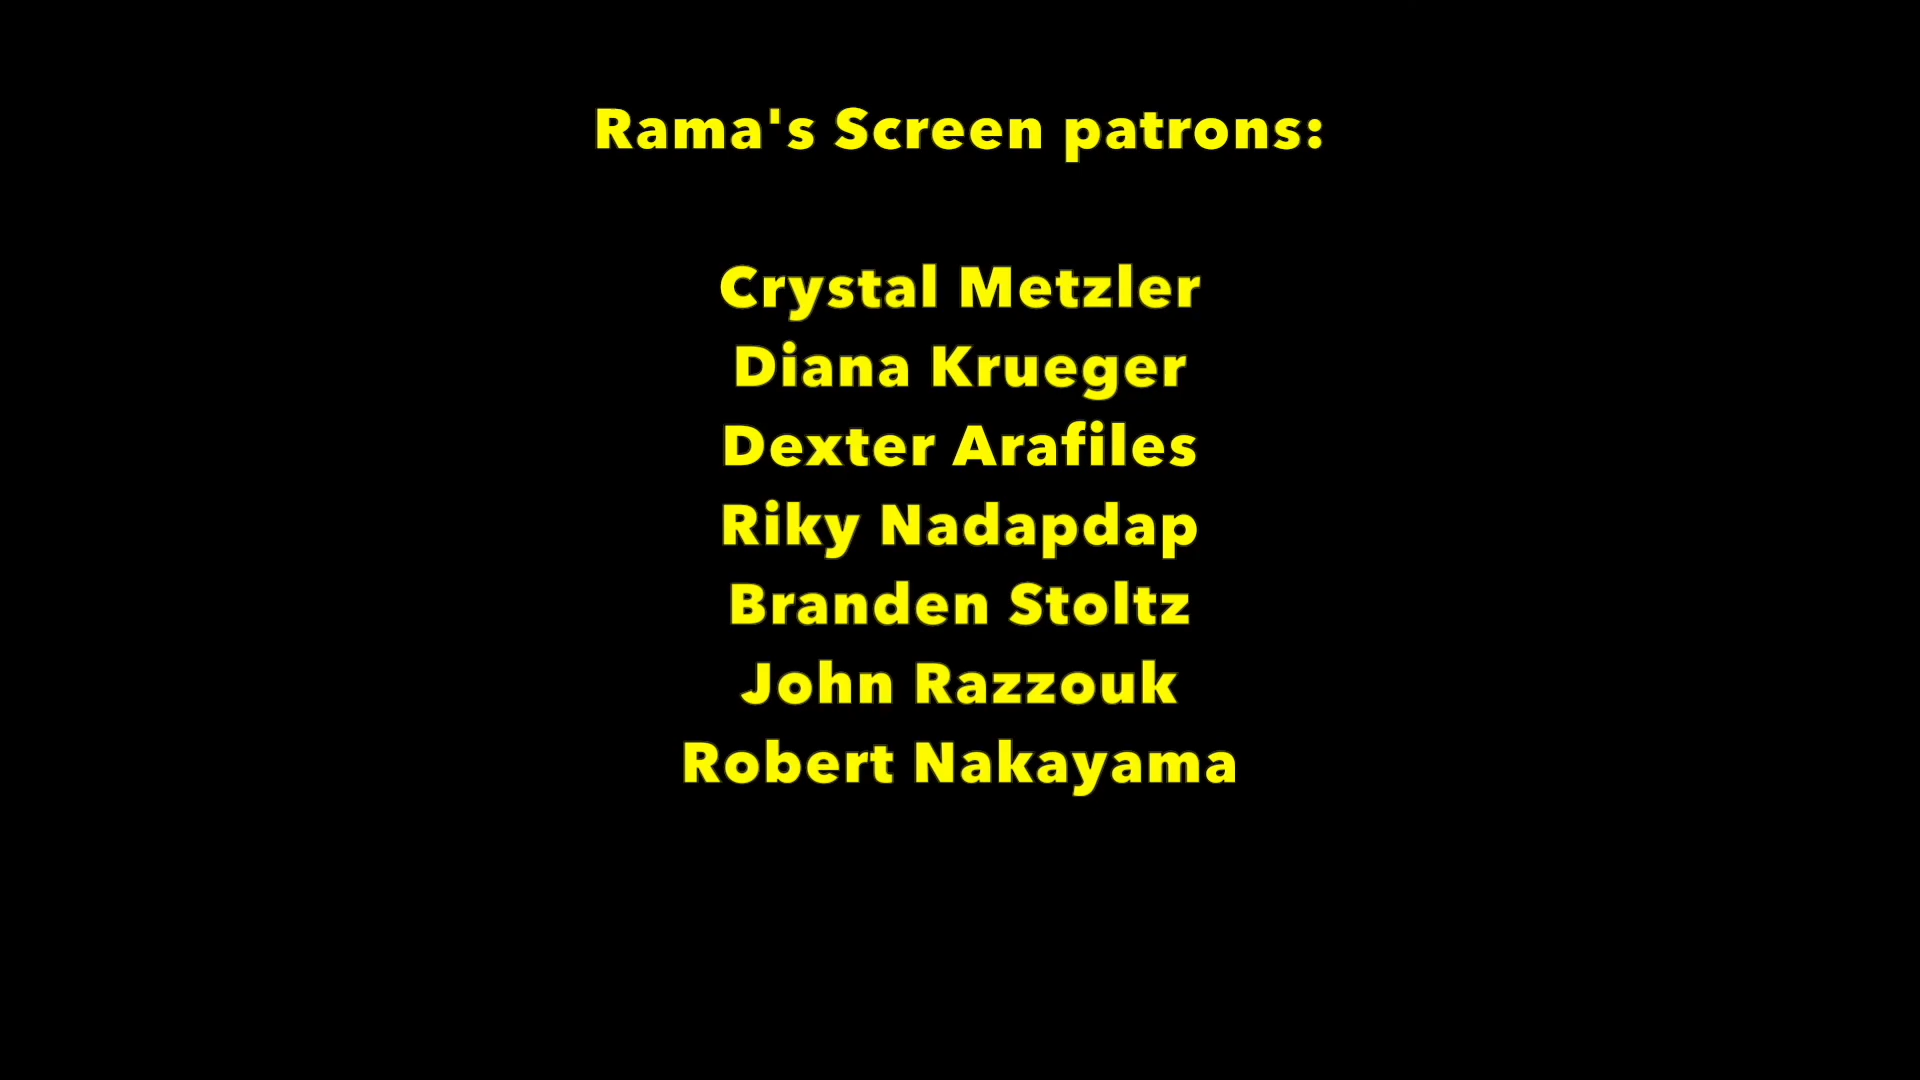 Rama's Screen patrons:
Crystal Metzler
Diana Krueger
Dexter Arafiles
Riky Nadapdap
Branden Stoltz
John Razzouk
Robert Nakayama